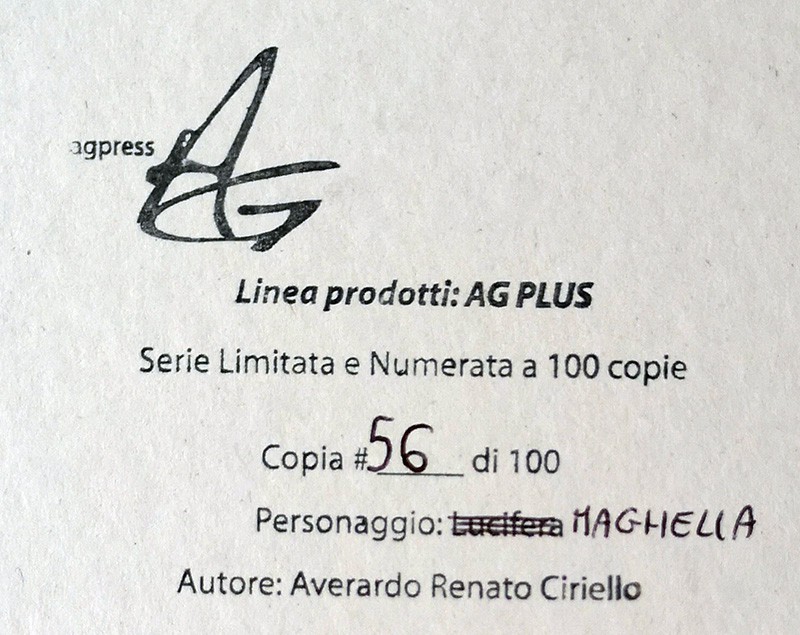 agpress
AG
Linea prodotti: AG PLUS
Serie Limitata e Numerata a 100 copie
Copia #56 di 100
Personaggio: Lucifera MAGHELLA
Autore: Averardo Renato Ciriello